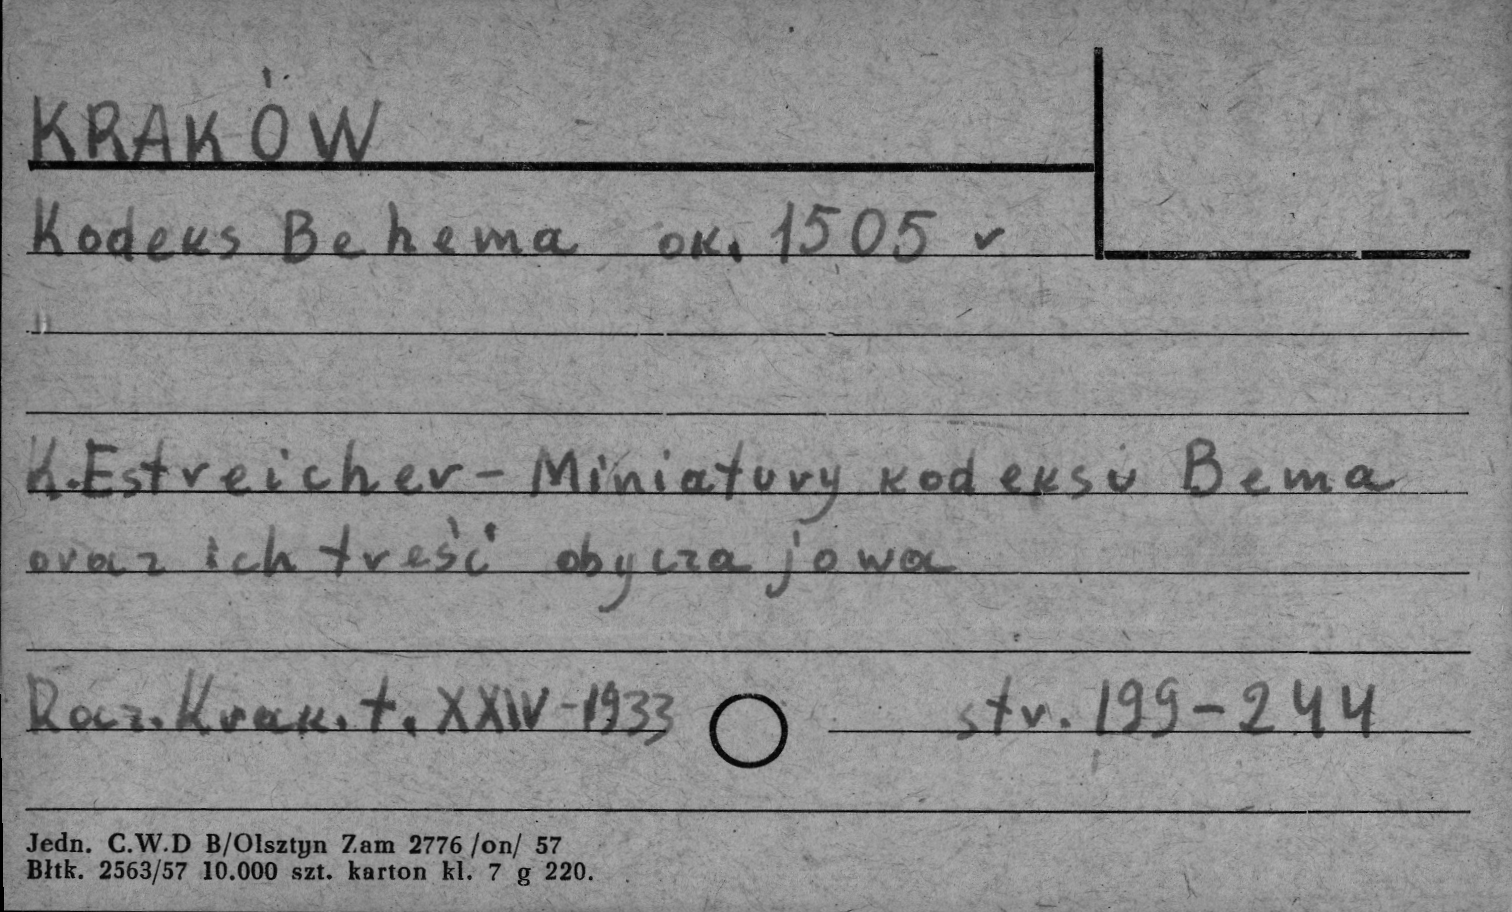 KRAKÓW
Kodeks Behema ok. 1505 r
K. Estreicher - Miniatury kodeksu Bema
oraz ich treść obyczajowa
Rocz. Krak. t. XXIV - 1933 str. 199-244
Jedn. C.W.D B/Olsztyn Zam 2776 /on/ 57
Błtk. 2563/57 10.000 szt. karton kl. 7 g 220.